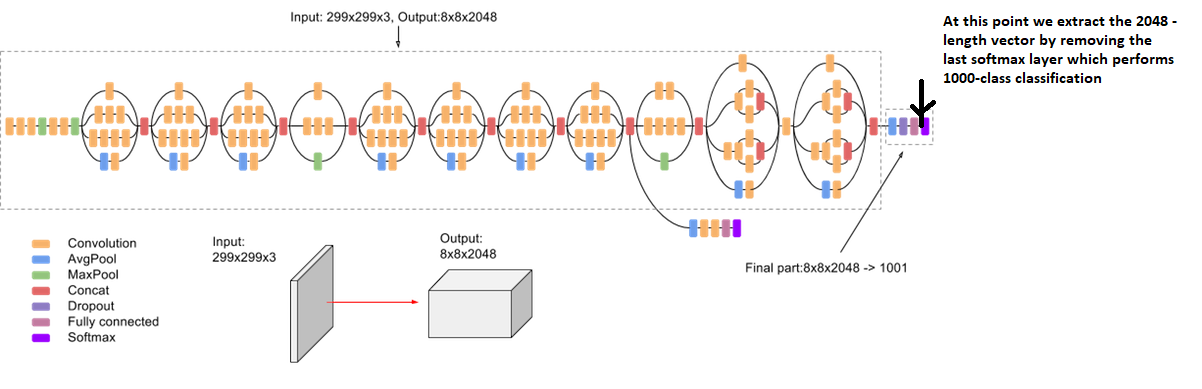 Input: 299x299x3, Output:8x8x2048
At this point we extract the 2048 -
length vector by removing the
last softmax layer which performs
1000-class classification
Convolution
AvgPool
MaxPool
Concat
Dropout
Fully connected
Softmax
Input:
299x299x3
Output:
8x8x2048
Final part:8x8x2048 -> 1001